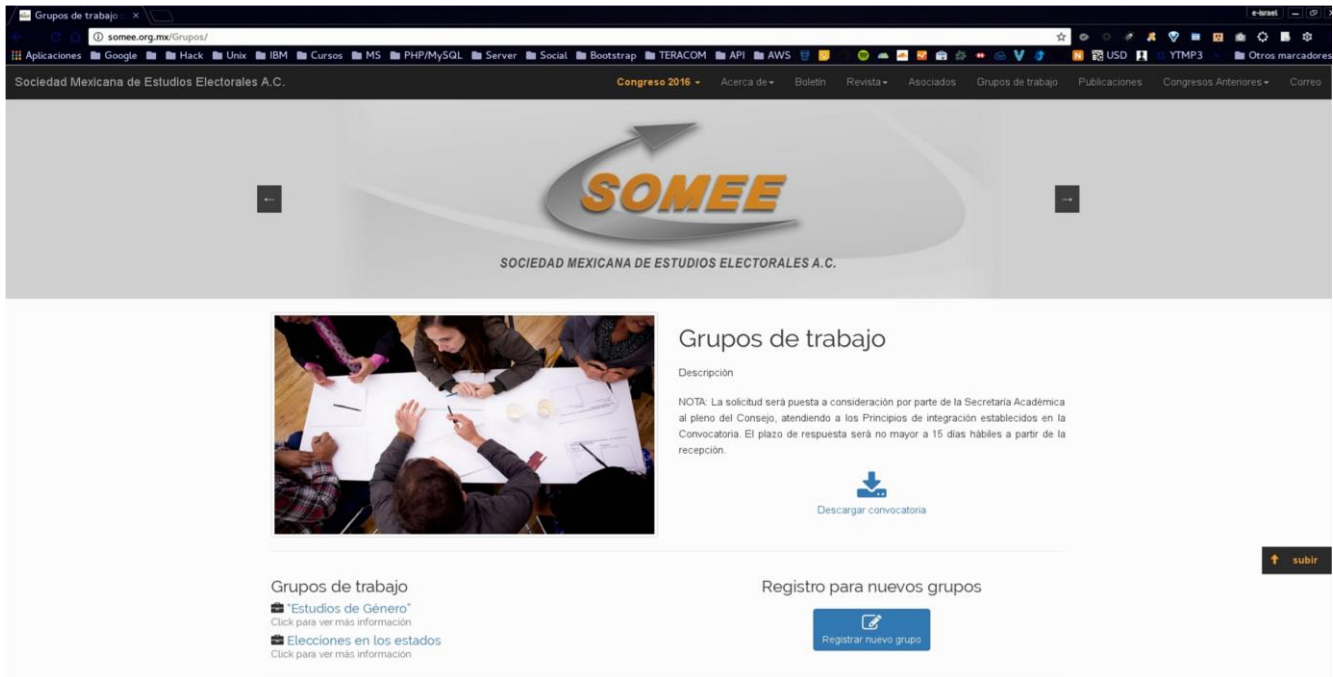 Grupos de trabajo :
e-israel
somee.org.mx/Grupos/
Aplicaciones Google Hack Unix IBM Cursos MS PHP/MySQL Server Social Bootstrap TERACOM API AWS USD YTMP3 Otros marcadores
Sociedad Mexicana de Estudios Electorales A.C. Congreso 2016 Acerca de Boletín Revista Asociados Grupos de trabajo Publicaciones Congresos Anteriores Correo
SOMEE
SOCIEDAD MEXICANA DE ESTUDIOS ELECTORALES A.C.
Grupos de trabajo
Descripción
NOTA: La solicitud será puesta a consideración por parte de la Secretaría Académica
al pleno del Consejo, atendiendo a los Principios de integración establecidos en la
Convocatoria. El plazo de respuesta será no mayor a 15 días hábiles a partir de la
recepción.
Descargar convocatoria
subir
Grupos de trabajo
"Estudios de Género"
Click para ver más información
Elecciones en los estados
Click para ver más información
Registro para nuevos grupos
Registrar nuevo grupo